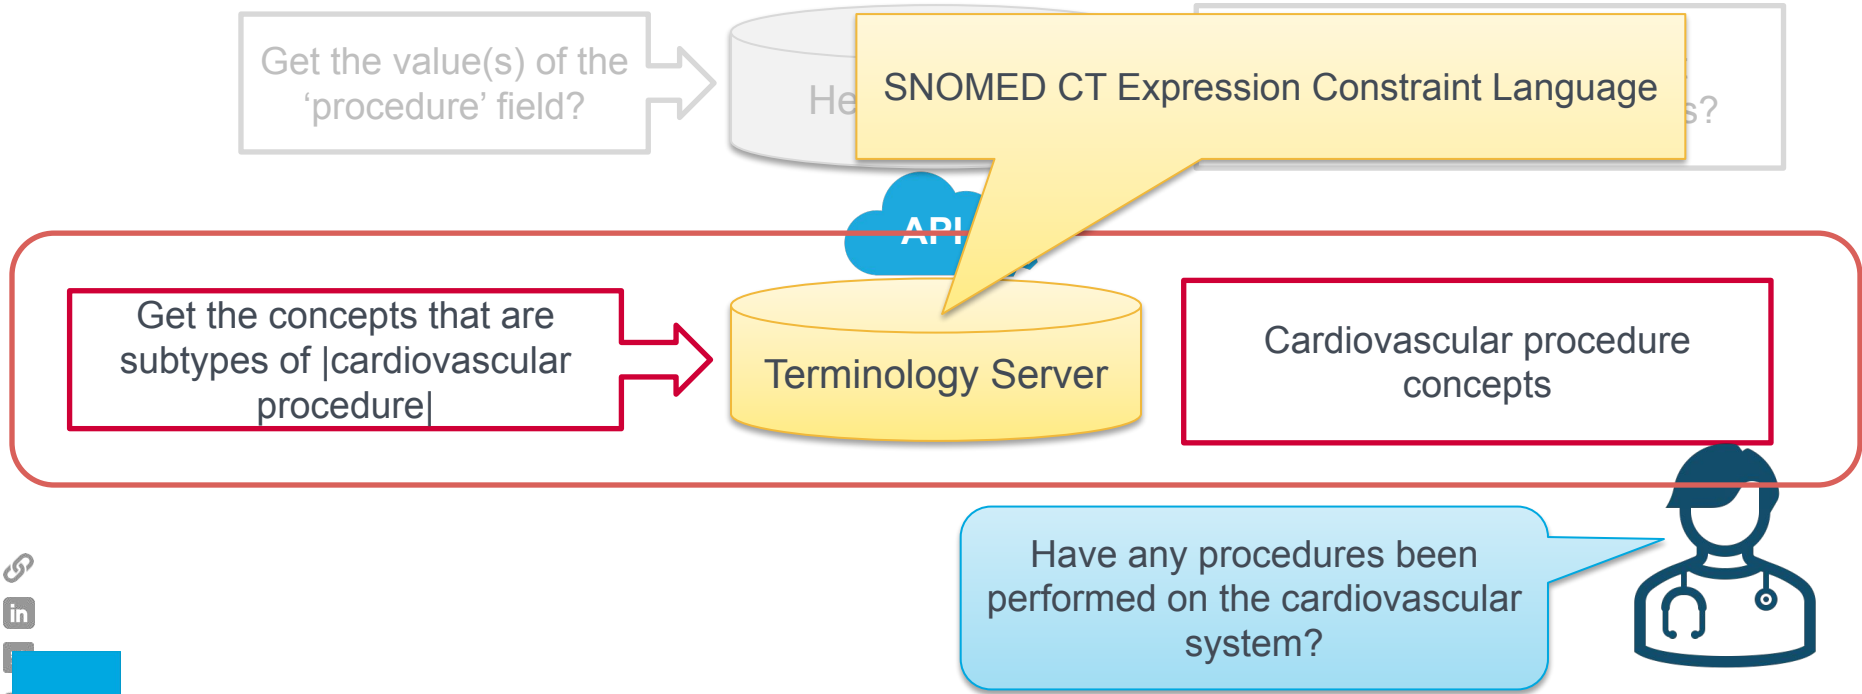 Get the value(s) of the
‘procedure’ field?
SNOMED CT Expression Constraint Language
API
Get the concepts that are
subtypes of |cardiovascular
procedure|
Terminology Server
Cardiovascular procedure
concepts
Have any procedures been
performed on the cardiovascular
system?
in